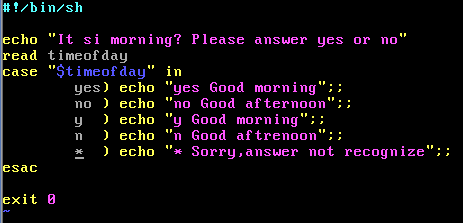 #!/bin/sh
echo "It si morning? Please answer yes or no"
read timeofday
case "$timeofday" in
yes) echo "yes Good morning";;
no ) echo "no Good afternoon";;
y  ) echo "y Good morning";;
n  ) echo "n Good aftrenoon";;
*  ) echo "* Sorry,answer not recognize";;
esac
exit 0
~